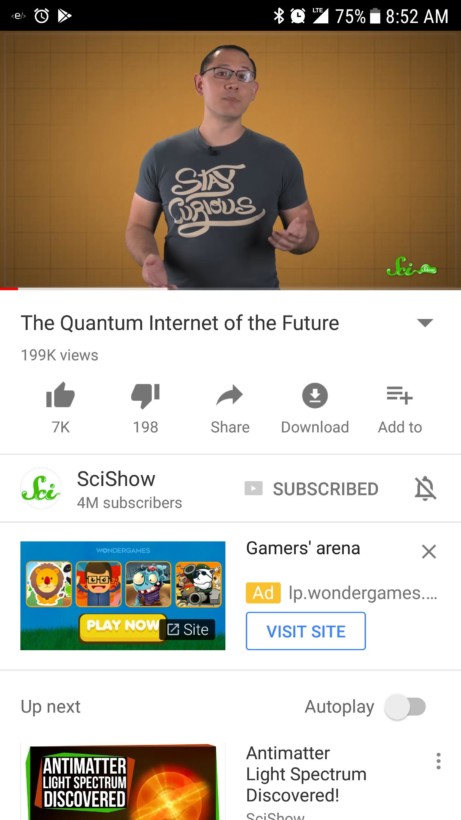 LTE 75% 8:52 AM
STAY
CURIOUS
Sci
The Quantum Internet of the Future
199K views
7K 198 Share Download Add to
Sci
SciShow
4M subscribers
SUBSCRIBED
WONDERGAMES
PLAY NOW
Site
Gamers' arena
Ad lp.wondergames....
VISIT SITE
Up next
Autoplay
ANTIMATTER
LIGHT SPECTRUM
DISCOVERED
Antimatter
Light Spectrum
Discovered!
SciShow